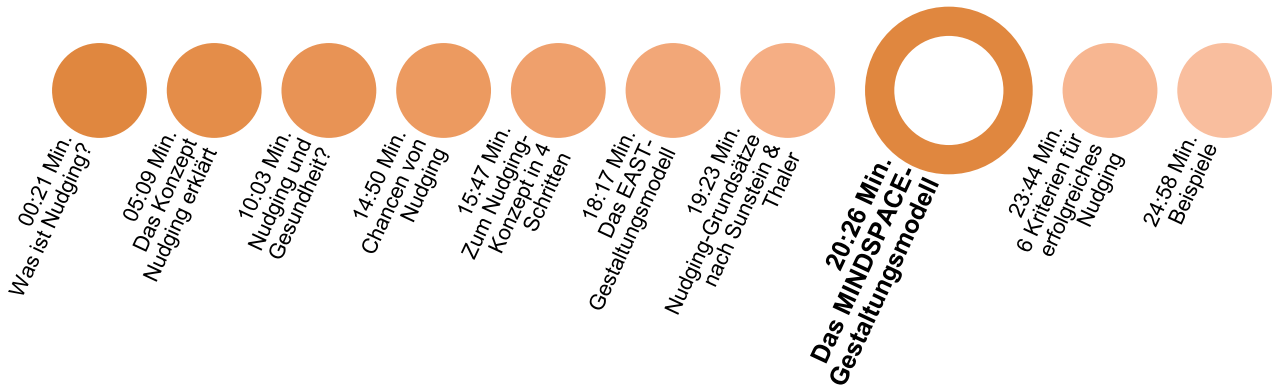 00:21 Min.
Was ist Nudging?
05:09 Min.
Das Konzept
Nudging erklärt
10:03 Min.
Nudging und
Gesundheit?
14:50 Min.
Chancen von
Nudging
15:47 Min.
Zum Nudging-
Konzept in 4
Schritten
18:17 Min.
Das EAST-
Gestaltungsmodell
19:23 Min.
Nudging-Grundsätze
nach Sunstein &
Thaler
20:26 Min.
Das MINDSPACE-
Gestaltungsmodell
23:44 Min.
6 Kriterien für
erfolgreiches
Nudging
24:58 Min.
Beispiele